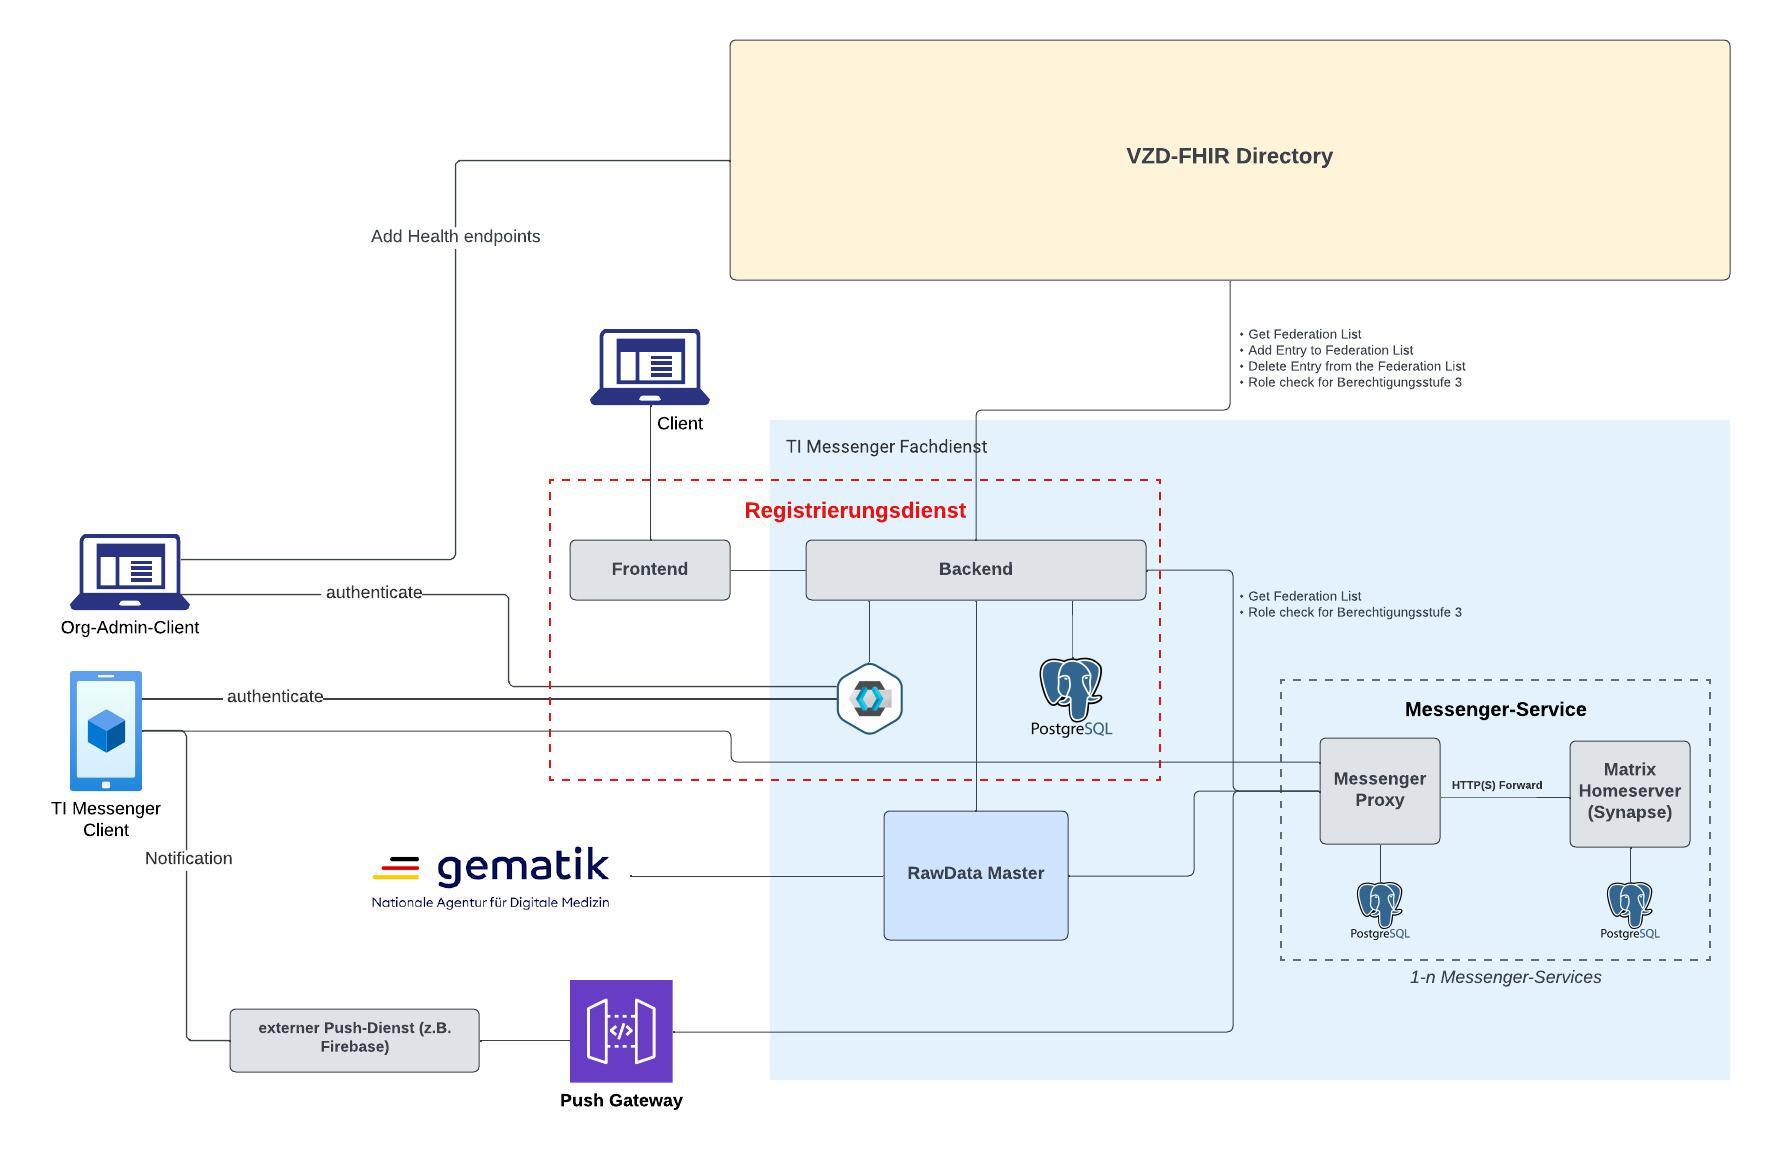 VZD-FHIR Directory
Add Health endpoints
• Get Federation List
• Add Entry to Federation List
• Delete Entry from the Federation List
• Role check for Berechtigungsstufe 3
Client
TI Messenger Fachdienst
Registrierungsdienst
Frontend
Backend
authenticate
Org-Admin-Client
• Get Federation List
• Role check for Berechtigungsstufe 3
authenticate
PostgreSQL
Messenger-Service
Messenger
Proxy
HTTP(S) Forward
Matrix
Homeserver
(Synapse)
TI Messenger
Client
Notification
gematik
Nationale Agentur für Digitale Medizin
RawData Master
PostgreSQL
PostgreSQL
1-n Messenger-Services
externer Push-Dienst (z.B.
Firebase)
</>
Push Gateway